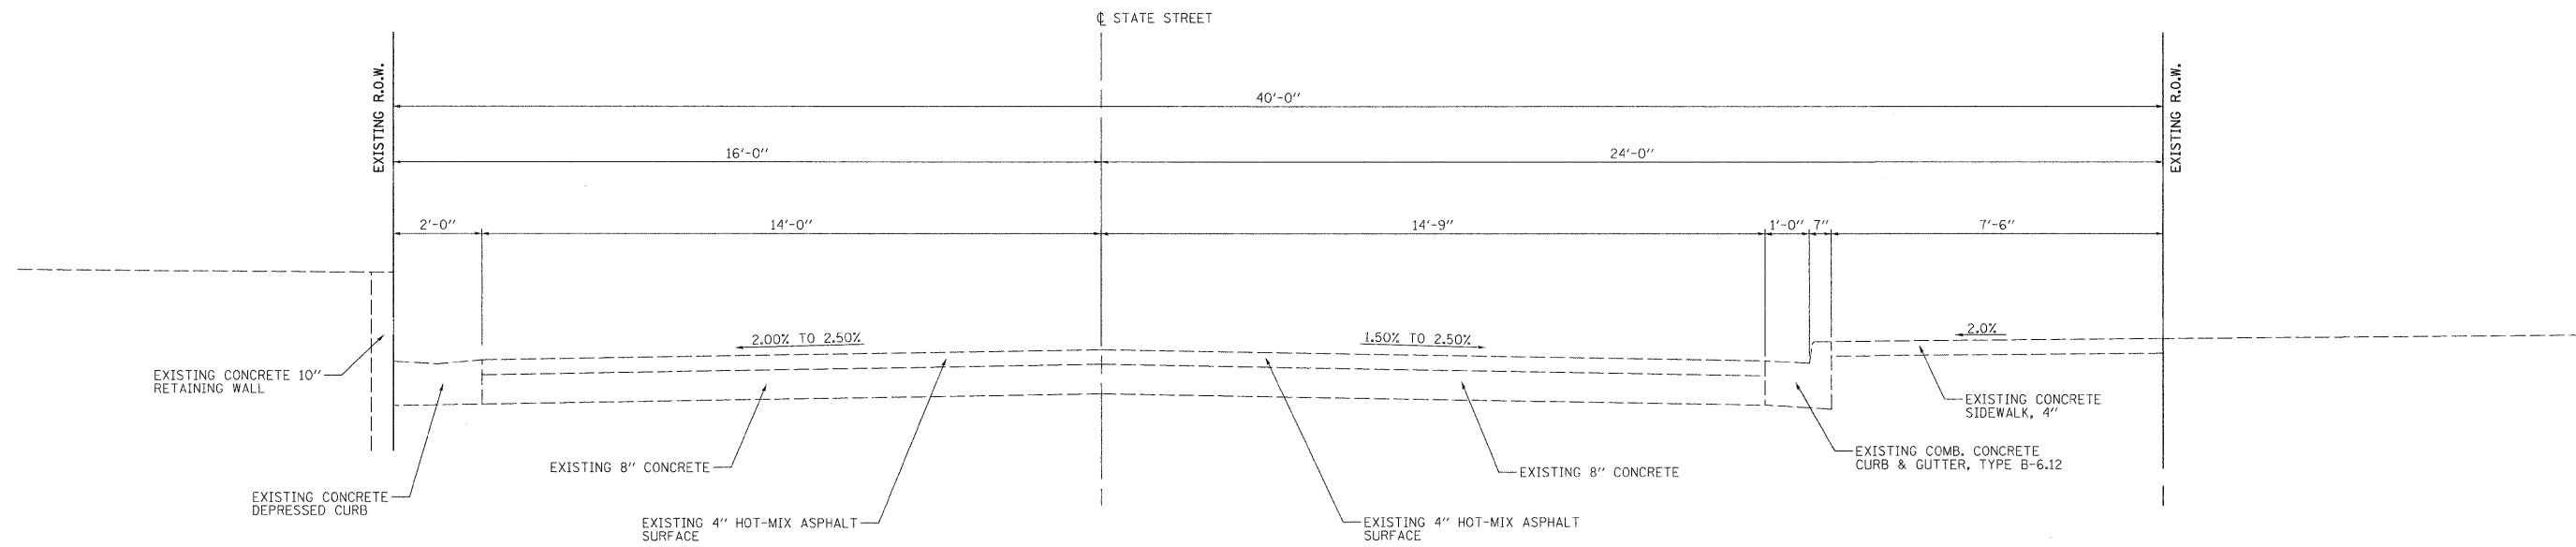 ℄ STATE STREET
EXISTING R.O.W.
EXISTING R.O.W.
40'-0"
16'-0"
24'-0"
2'-0"
14'-0"
14'-9"
1'-0"
7"
7'-6"
2.00% TO 2.50%
1.50% TO 2.50%
2.0%
EXISTING CONCRETE 10"
RETAINING WALL
EXISTING CONCRETE
SIDEWALK, 4"
EXISTING COMB. CONCRETE
CURB & GUTTER, TYPE B-6.12
EXISTING 8" CONCRETE
EXISTING 8" CONCRETE
EXISTING CONCRETE
DEPRESSED CURB
EXISTING 4" HOT-MIX ASPHALT
SURFACE
EXISTING 4" HOT-MIX ASPHALT
SURFACE